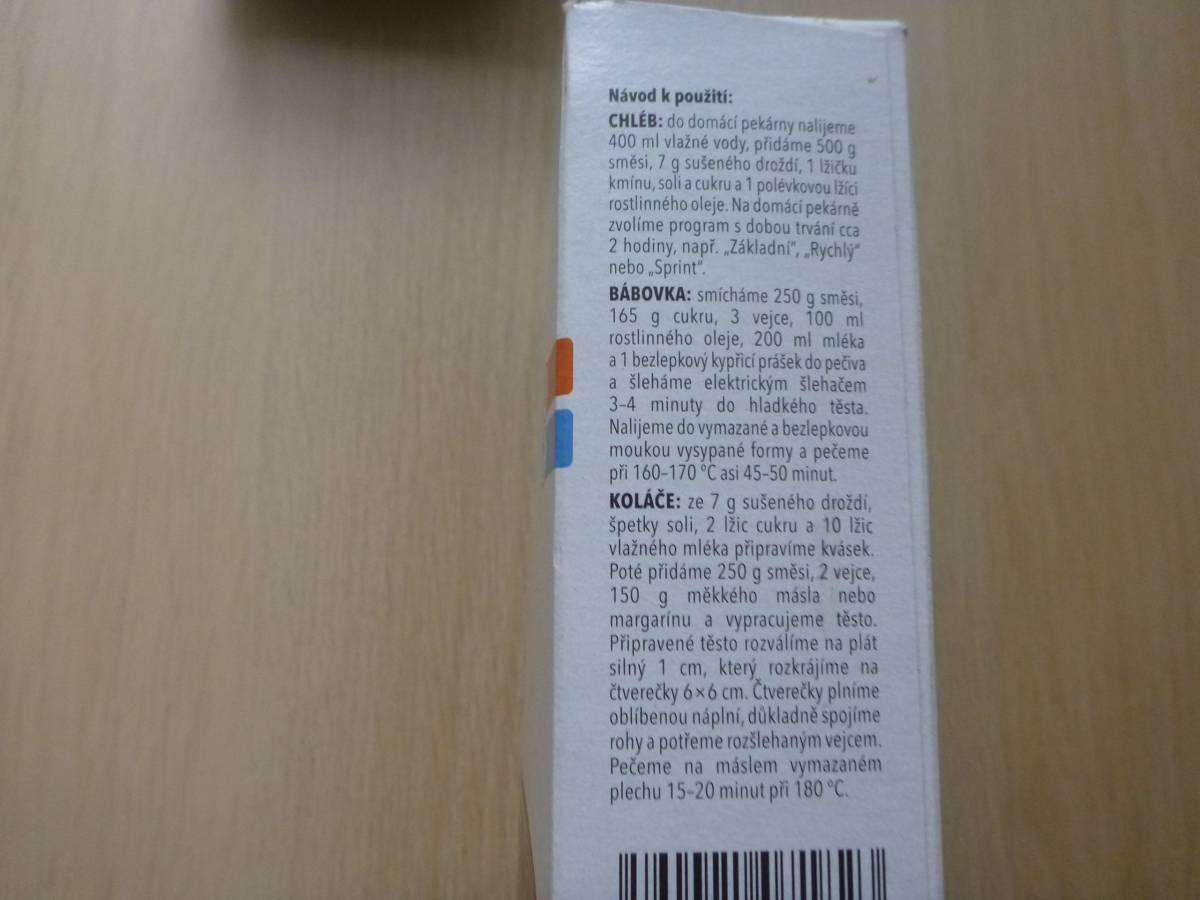 Návod k použití:
CHLÉB: do domácí pekárny nalijeme
400 ml vlažné vody, přidáme 500 g
směsi, 7 g sušeného droždí, 1 lžičku
kmínu, soli a cukru a 1 polévkovou lžíci
rostlinného oleje. Na domácí pekárně
zvolíme program s dobou trvání cca
2 hodiny, např. „Základní“, „Rychlý“
nebo „Sprint“.
BÁBOVKA: smícháme 250 g směsi,
165 g cukru, 3 vejce, 100 ml
rostlinného oleje, 200 ml mléka
a 1 bezlepkový kypřicí prášek do pečiva
a šleháme elektrickým šlehačem
3–4 minuty do hladkého těsta.
Nalijeme do vymazané a bezlepkovou
moukou vysypané formy a pečeme
při 160–170 °C asi 45–50 minut.
KOLÁČE: ze 7 g sušeného droždí,
špetky soli, 2 lžic cukru a 10 lžic
vlažného mléka připravíme kvásek.
Poté přidáme 250 g směsi, 2 vejce,
150 g měkkého másla nebo
margarínu a vypracujeme těsto.
Připravené těsto rozválíme na plát
silný 1 cm, který rozkrájíme na
čtverečky 6×6 cm. Čtverečky plníme
oblíbenou náplní, důkladně spojíme
rohy a potřeme rozšlehaným vejcem.
Pečeme na máslem vymazaném
plechu 15–20 minut při 180 °C.